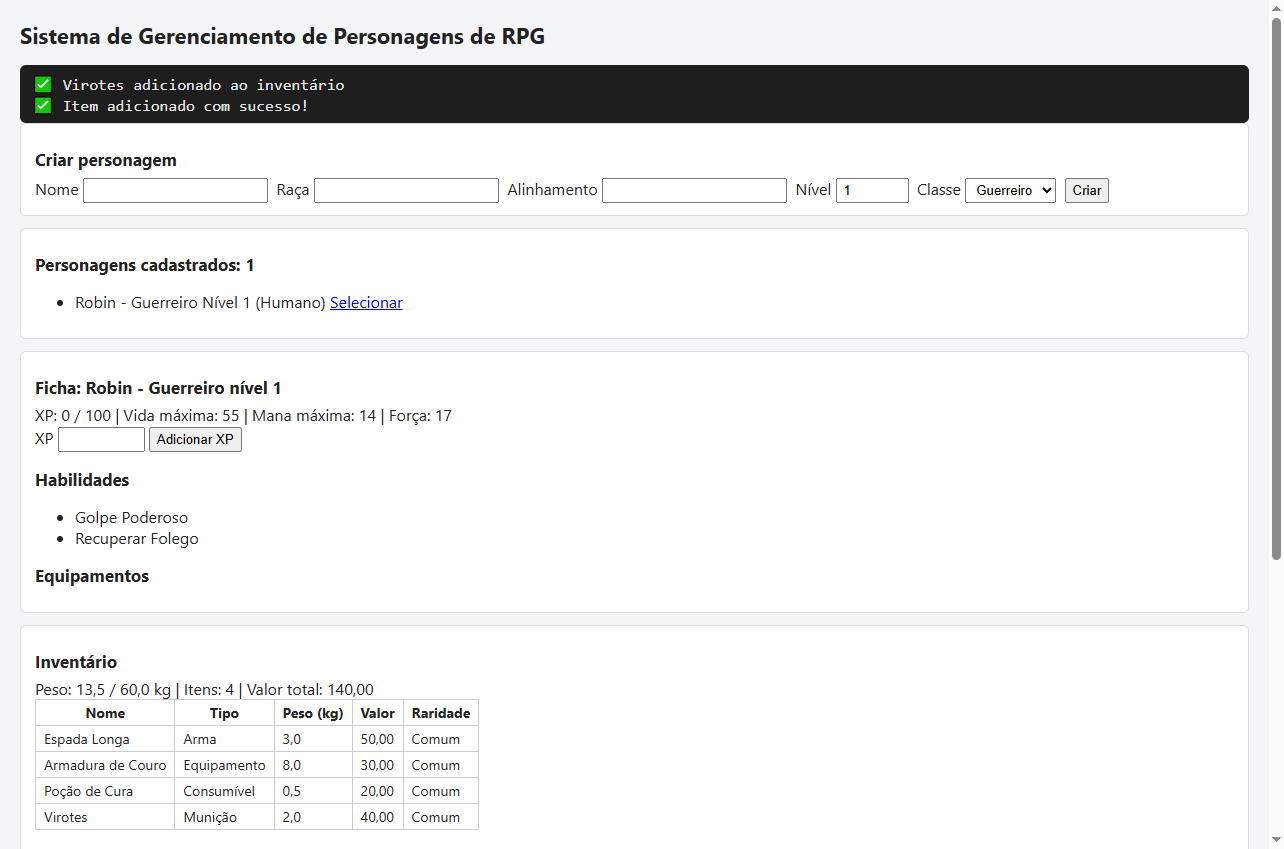 Sistema de Gerenciamento de Personagens de RPG
✅ Virotes adicionado ao inventário
✅ Item adicionado com sucesso!
Criar personagem
Nome Raça Alinhamento Nível 1 Classe Guerreiro Criar
Personagens cadastrados: 1
• Robin - Guerreiro Nível 1 (Humano) Selecionar
Ficha: Robin - Guerreiro nível 1
XP: 0 / 100 | Vida máxima: 55 | Mana máxima: 14 | Força: 17
XP Adicionar XP
Habilidades
• Golpe Poderoso
• Recuperar Folego
Equipamentos
Inventário
Peso: 13,5 / 60,0 kg | Itens: 4 | Valor total: 140,00
Nome Tipo Peso (kg) Valor Raridade
Espada Longa Arma 3,0 50,00 Comum
Armadura de Couro Equipamento 8,0 30,00 Comum
Poção de Cura Consumível 0,5 20,00 Comum
Virotes Munição 2,0 40,00 Comum